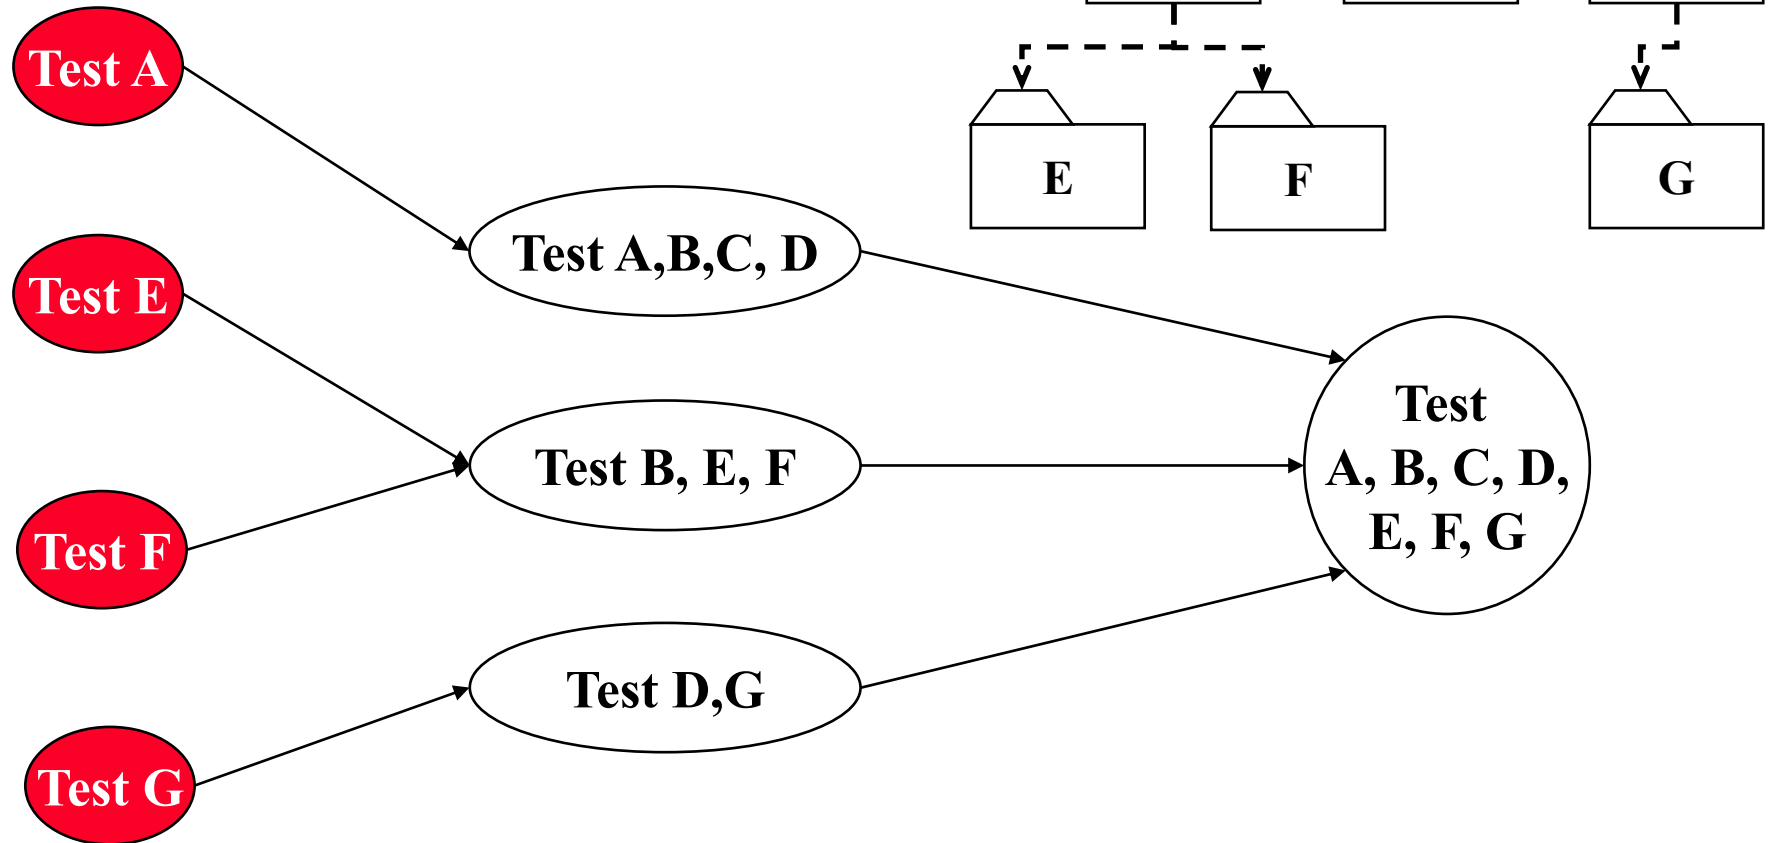 Test A
E
F
G
Test A,B,C, D
Test E
Test
A, B, C, D,
E, F, G
Test B, E, F
Test F
Test D,G
Test G